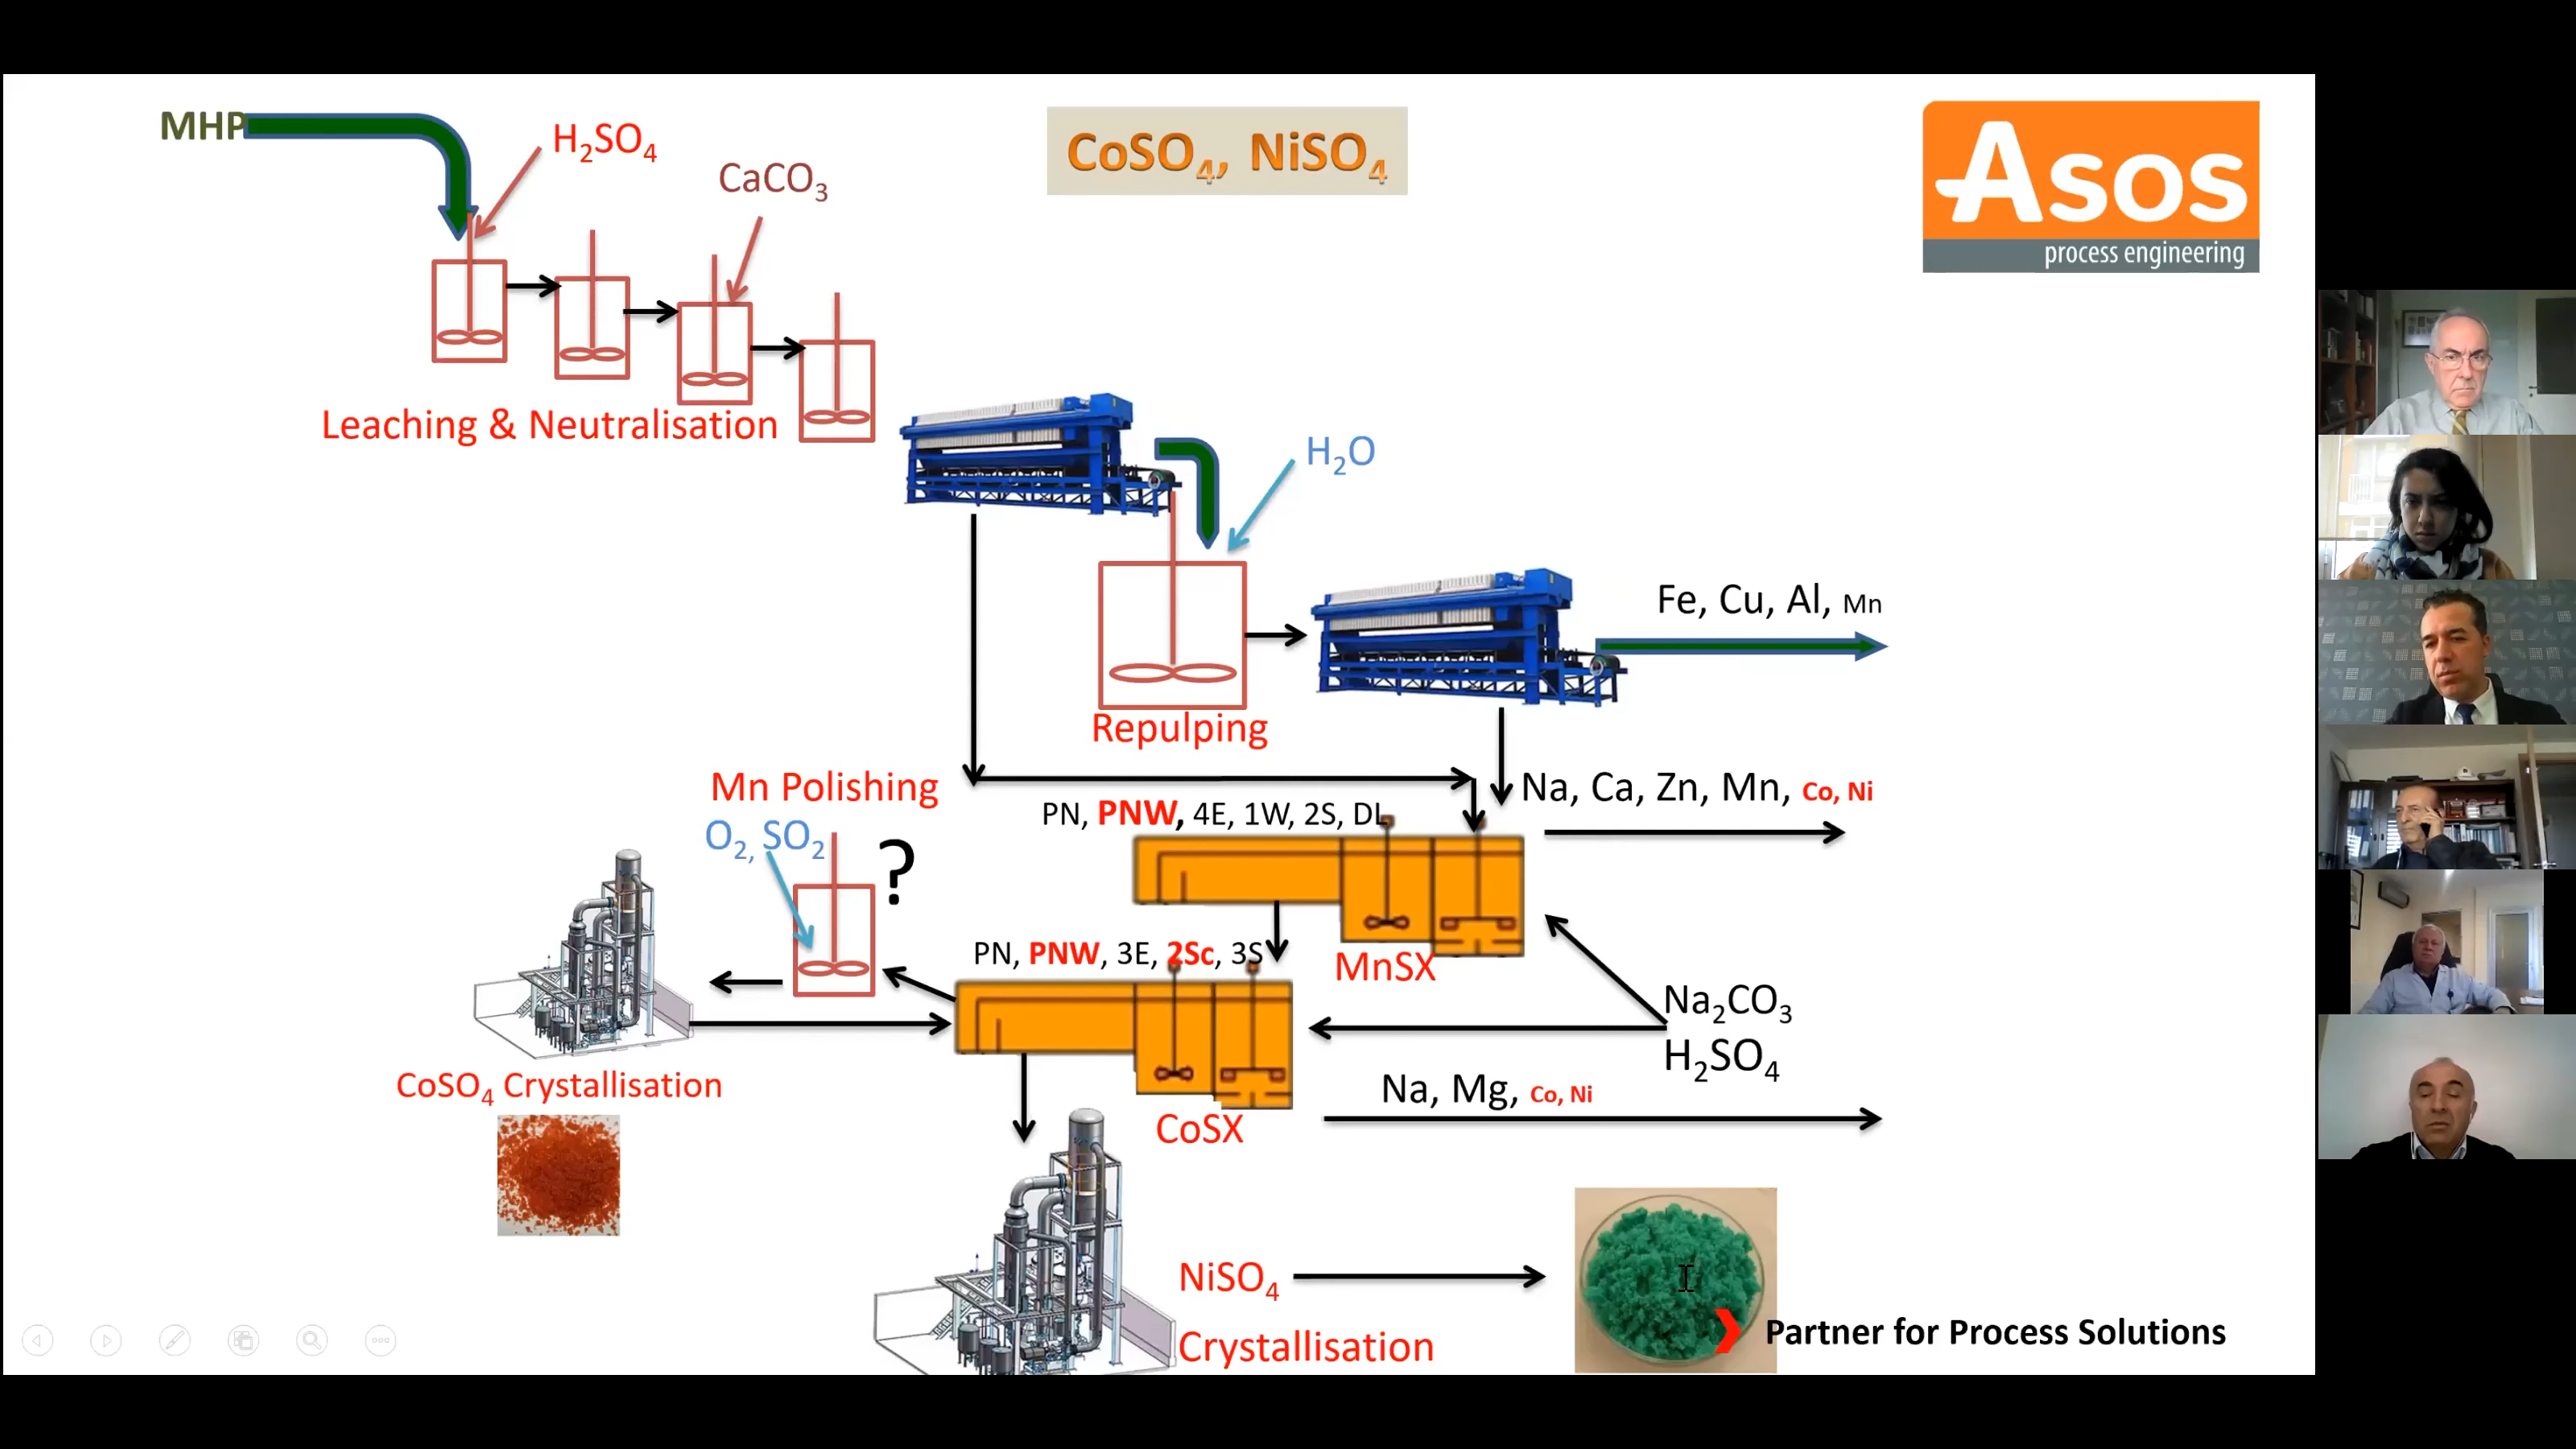 MHP
H₂SO₄
CaCO₃
CoSO₄, NiSO₄
Asos
process engineering
Leaching & Neutralisation
H₂O
Fe, Cu, Al, Mn
Repulping
Mn Polishing
O₂, SO₂
?
PN, PNW, 4E, 1W, 2S, DL
Na, Ca, Zn, Mn, Co, Ni
PN, PNW, 3E, 2Sc, 3S
MnSX
Na₂CO₃
H₂SO₄
CoSO₄ Crystallisation
Na, Mg, Co, Ni
CoSX
NiSO₄
Crystallisation
Partner for Process Solutions